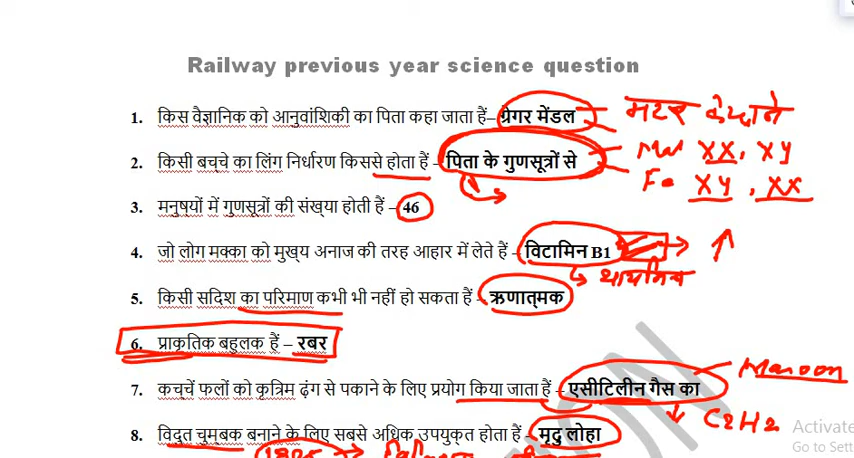 Railway previous year science question
1. किस वैज्ञानिक को आनुवांशिकी का पिता कहा जाता हैं– ग्रेगर मेंडल मटर के दाने
2. किसी बच्चे का लिंग निर्धारण किससे होता हैं – पिता के गुणसूत्रों से XX, XY
Fe XY, XX
3. मनुष्यों में गुणसूत्रों की संख्या होती हैं – 46
4. जो लोग मक्का को मुख्य अनाज की तरह आहार में लेते हैं – विटामिन B1
थायमिन
5. किसी सदिश का परिमाण कभी भी नहीं हो सकता हैं – ऋणात्मक
6. प्राकृतिक बहुलक हैं – रबर
Maroon
7. कच्चें फलों को कृत्रिम ढ़ंग से पकाने के लिए प्रयोग किया जाता हैं – एसीटिलीन गैस का
C2H2
Activate
8. विद्युत चुम्बक बनाने के लिए सबसे अधिक उपयुक्त होता हैं – मृदु लोहा
Go to Sett